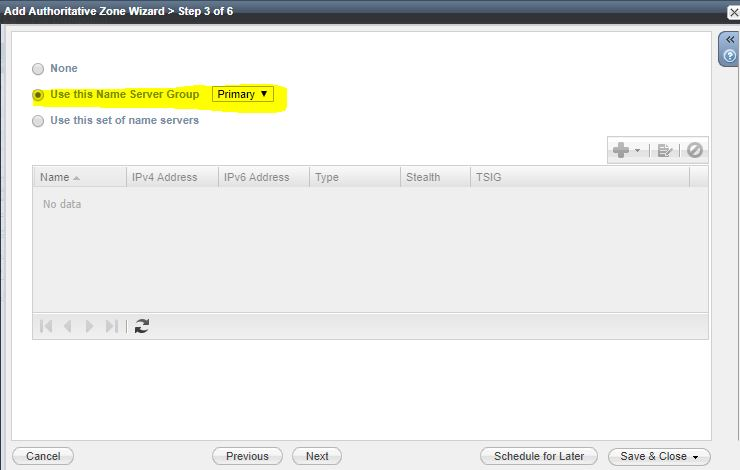 Add Authoritative Zone Wizard > Step 3 of 6
None
Use this Name Server Group Primary
Use this set of name servers
Name IPv4 Address IPv6 Address Type Stealth TSIG
No data
Cancel Previous Next Schedule for Later Save & Close